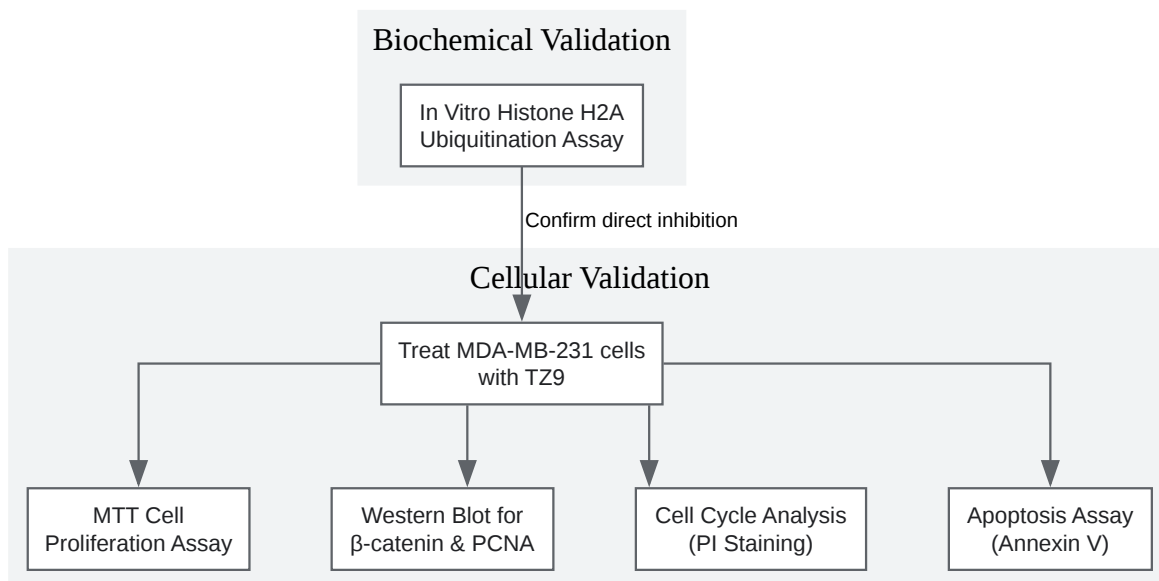 Biochemical Validation
In Vitro Histone H2A
Ubiquitination Assay
Confirm direct inhibition
Cellular Validation
Treat MDA-MB-231 cells
with TZ9
MTT Cell
Proliferation Assay
Western Blot for
β-catenin & PCNA
Cell Cycle Analysis
(PI Staining)
Apoptosis Assay
(Annexin V)